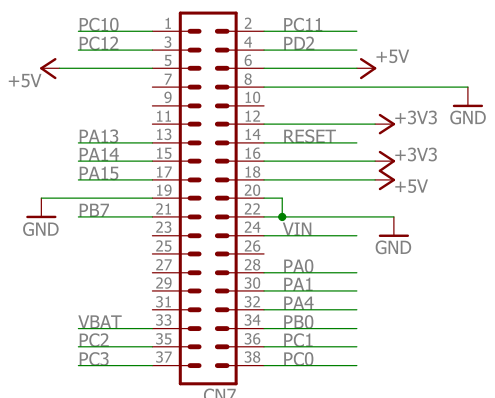 PC10 1 2 PC11
PC12 3 4 PD2
+5V 5 6 +5V
7 8 GND
9 10
11 12 +3V3
PA13 13 14 RESET
PA14 15 16 +3V3
PA15 17 18 +5V
GND 19 20
PB7 21 22 GND
23 24 VIN
25 26
27 28 PA0
29 30 PA1
31 32 PA4
VBAT 33 34 PB0
PC2 35 36 PC1
PC3 37 38 PC0
CN7